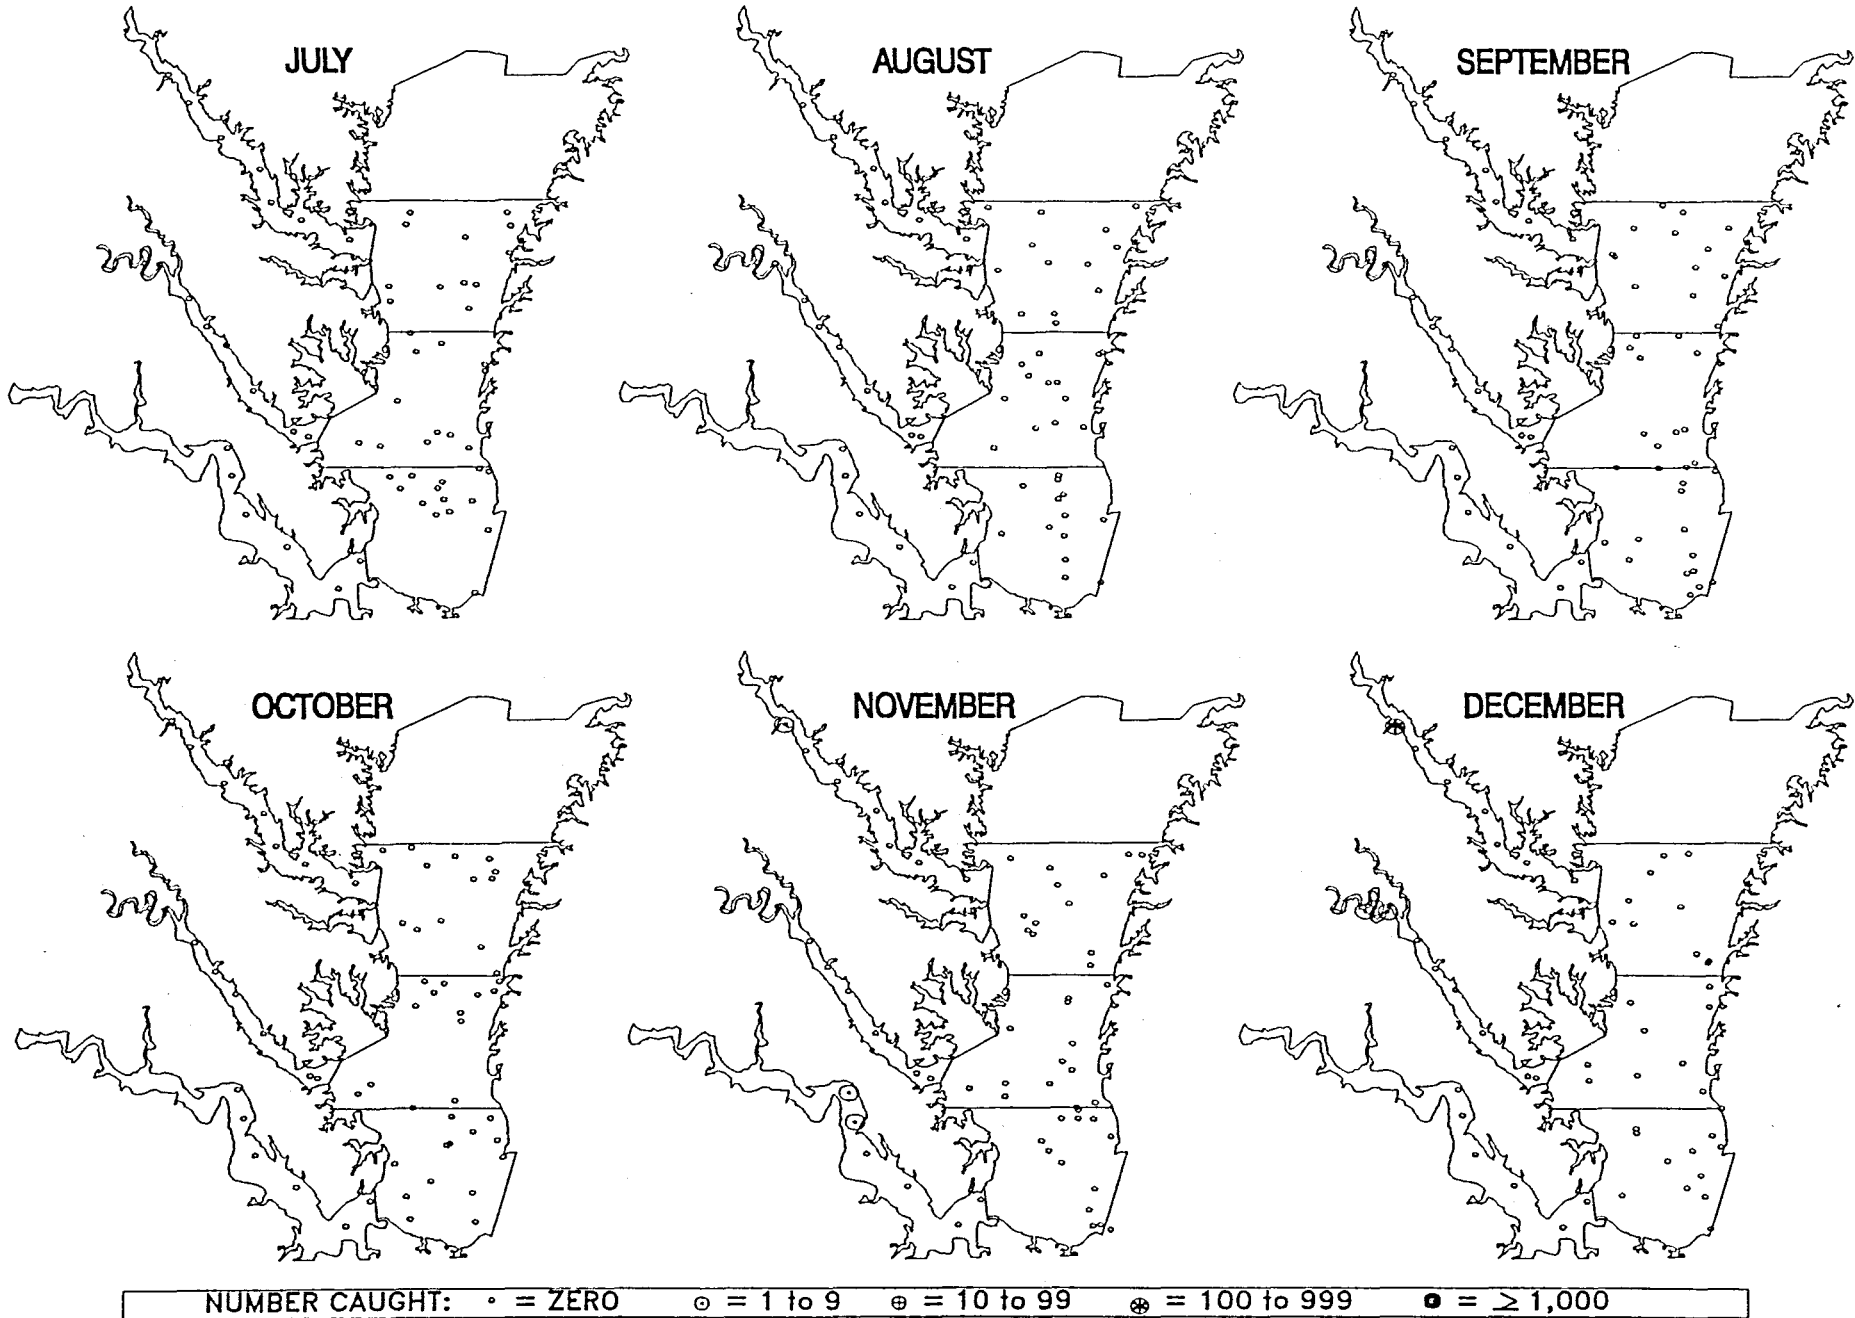 JULY
AUGUST
SEPTEMBER
OCTOBER
NOVEMBER
DECEMBER
NUMBER CAUGHT: = ZERO = 1 to 9 = 10 to 99 = 100 to 999 = ≥ 1,000